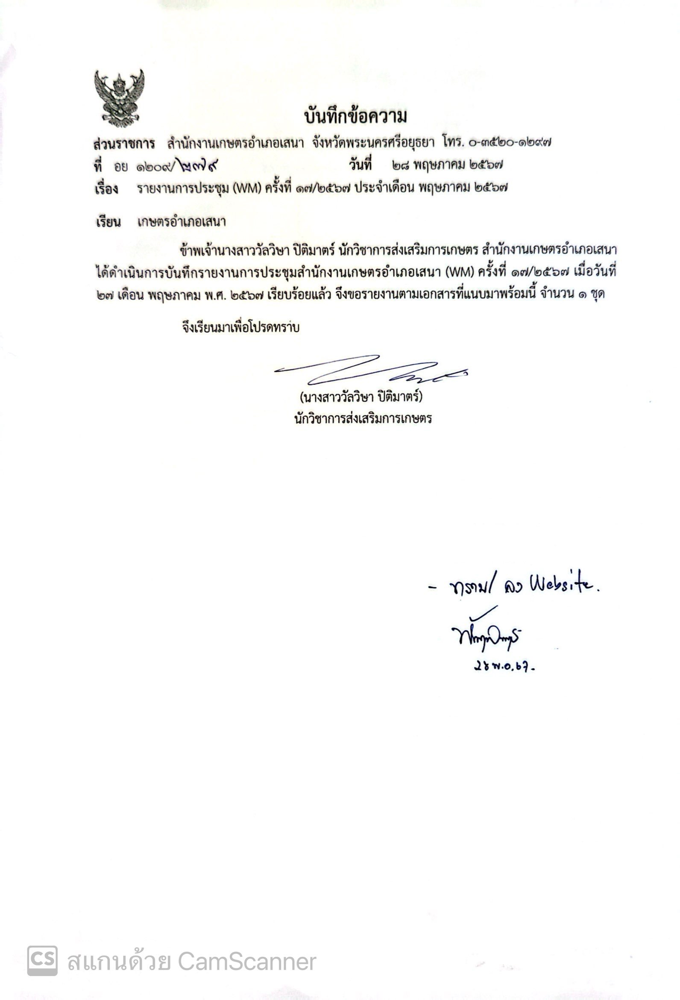 บันทึกข้อความ
ส่วนราชการ สำนักงานเกษตรอำเภอเสนา จังหวัดพระนครศรีอยุธยา โทร. ๐-๓๕๒๐-๑๒๙๗
ที่ อย ๑๒๐๙/๒๗๙ วันที่ ๒๘ พฤษภาคม ๒๕๖๗
เรื่อง รายงานการประชุม (WM) ครั้งที่ ๑๗/๒๕๖๗ ประจำเดือน พฤษภาคม ๒๕๖๗
เรียน เกษตรอำเภอเสนา
ข้าพเจ้านางสาววัลวิษา ปิติมาตร์ นักวิชาการส่งเสริมการเกษตร สำนักงานเกษตรอำเภอเสนา
ได้ดำเนินการบันทึกรายงานการประชุมสำนักงานเกษตรอำเภอเสนา (WM) ครั้งที่ ๑๗/๒๕๖๗ เมื่อวันที่
๒๗ เดือน พฤษภาคม พ.ศ. ๒๕๖๗ เรียบร้อยแล้ว จึงขอรายงานตามเอกสารที่แนบมาพร้อมนี้ จำนวน ๑ ชุด
จึงเรียนมาเพื่อโปรดทราบ
(นางสาววัลวิษา ปิติมาตร์)
นักวิชาการส่งเสริมการเกษตร
- ทราบ/ ลง Website.
28 พ.ค. 67.
CS สแกนด้วย CamScanner